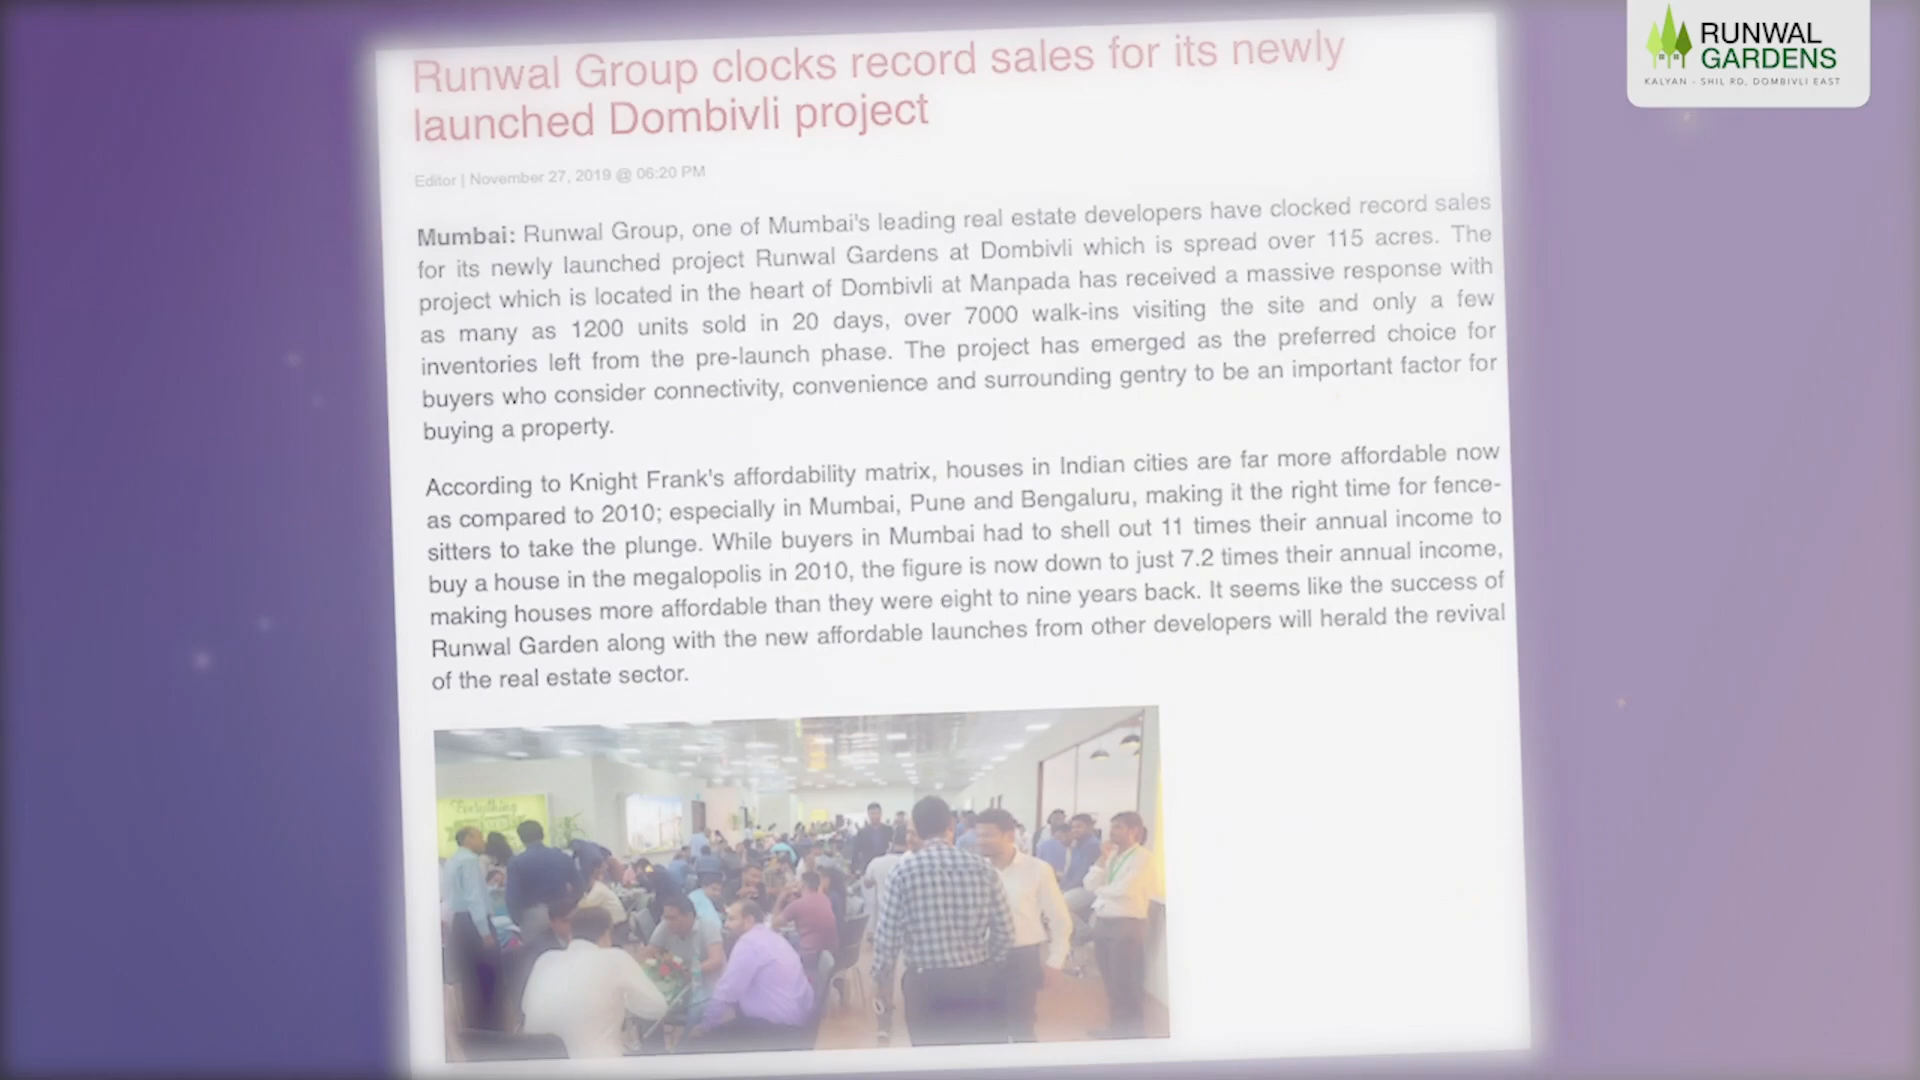 Runwal Group clocks record sales for its newly
launched Dombivli project
Editor | November 27, 2019 @ 06:20 PM
Mumbai: Runwal Group, one of Mumbai's leading real estate developers have clocked record sales
for its newly launched project Runwal Gardens at Dombivli which is spread over 115 acres. The
project which is located in the heart of Dombivli at Manpada has received a massive response with
as many as 1200 units sold in 20 days, over 7000 walk-ins visiting the site and only a few
inventories left from the pre-launch phase. The project has emerged as the preferred choice for
buyers who consider connectivity, convenience and surrounding gentry to be an important factor for
buying a property.
According to Knight Frank's affordability matrix, houses in Indian cities are far more affordable now
as compared to 2010; especially in Mumbai, Pune and Bengaluru, making it the right time for fence-
sitters to take the plunge. While buyers in Mumbai had to shell out 11 times their annual income to
buy a house in the megalopolis in 2010, the figure is now down to just 7.2 times their annual income,
making houses more affordable than they were eight to nine years back. It seems like the success of
Runwal Garden along with the new affordable launches from other developers will herald the revival
of the real estate sector.
Everything
RUNWAL
GARDENS
KALYAN - SHIL RD, DOMBIVLI EAST